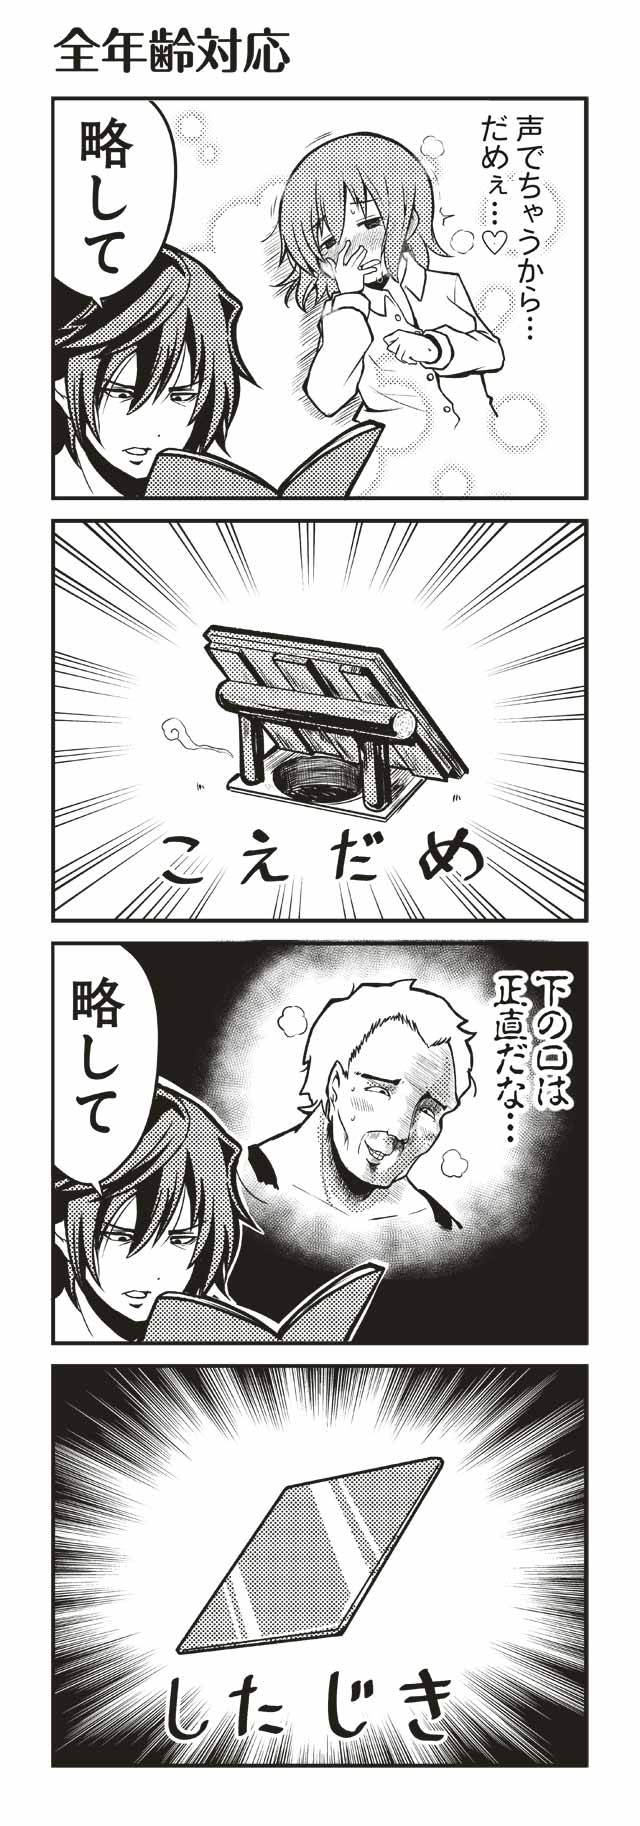 全年齢対応
声でちゃうから…
だめぇ…♡
略して
こえだめ
下の口は
正直だな…
略して
したじき